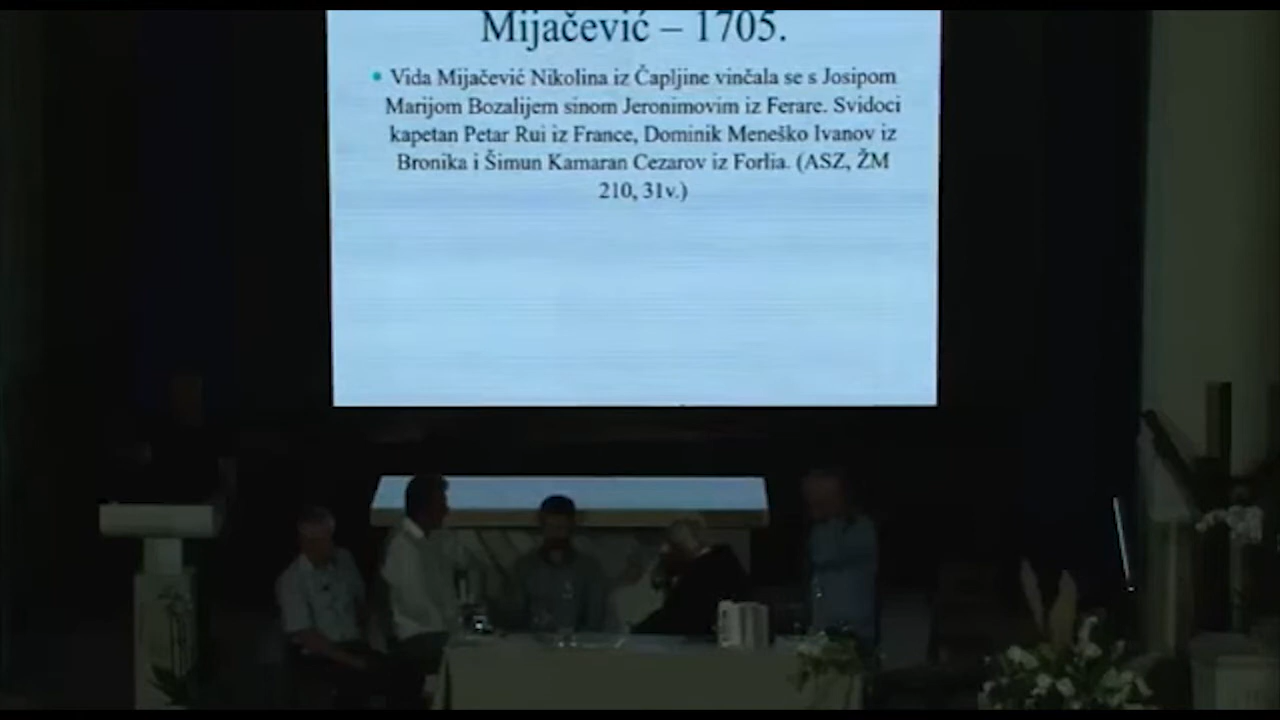 Mijačević – 1705.
• Vida Mijačević Nikolina iz Čapljine vinčala se s Josipom
Marijom Bozalijem sinom Jeronimovim iz Ferare. Svidoci
kapetan Petar Rui iz France, Dominik Meneško Ivanov iz
Bronika i Šimun Kamaran Cezarov iz Forlia. (ASZ, ŽM
210, 31v.)